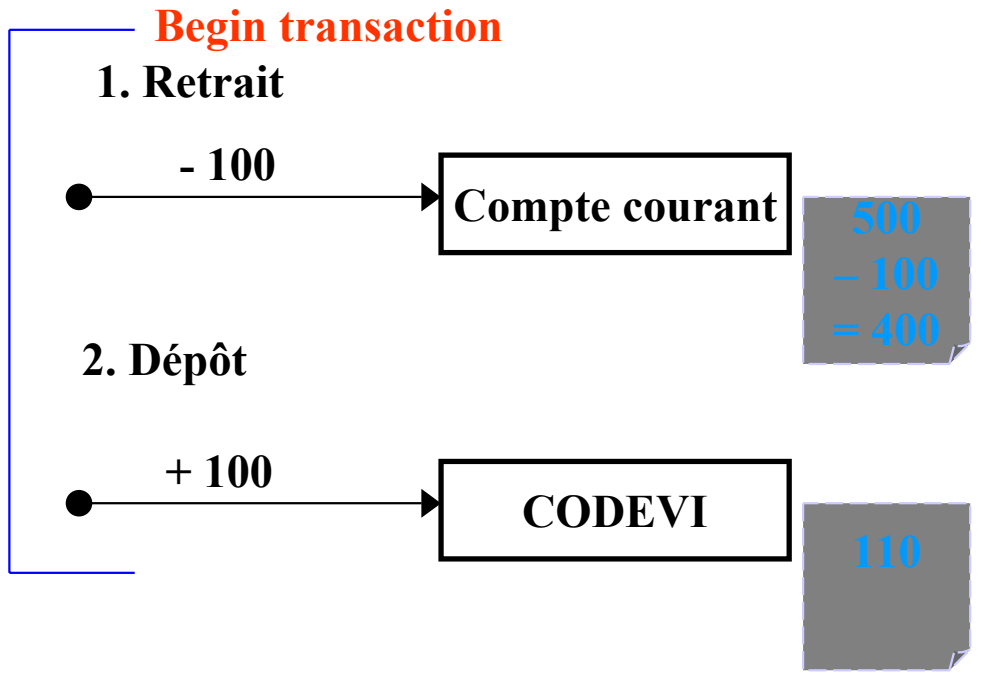 Begin transaction
1. Retrait
- 100
Compte courant
500
– 100
= 400
2. Dépôt
+ 100
CODEVI
110